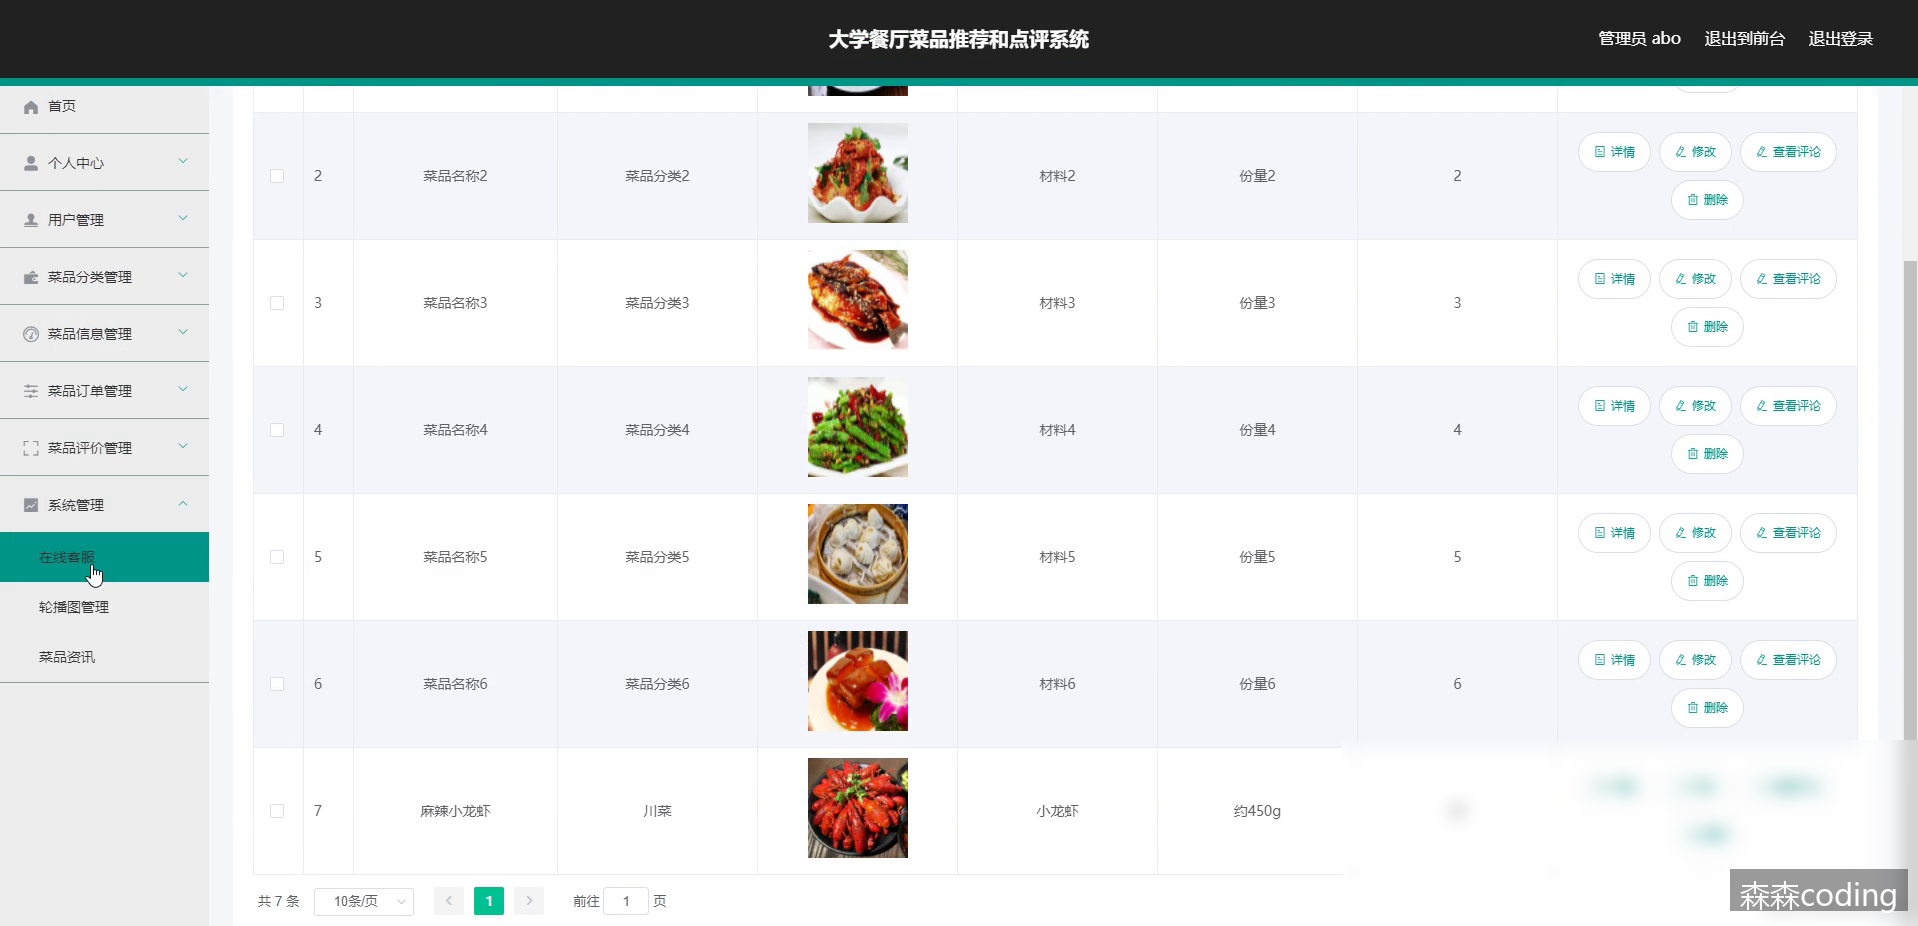 大学餐厅菜品推荐和点评系统
管理员 abo 退出到前台 退出登录
首页
个人中心
用户管理
菜品分类管理
菜品信息管理
菜品订单管理
菜品评价管理
系统管理
在线客服
轮播图管理
菜品资讯
2 菜品名称2 菜品分类2 材料2 份量2 2 详情 修改 查看评论
删除
3 菜品名称3 菜品分类3 材料3 份量3 3 详情 修改 查看评论
删除
4 菜品名称4 菜品分类4 材料4 份量4 4 详情 修改 查看评论
删除
5 菜品名称5 菜品分类5 材料5 份量5 5 详情 修改 查看评论
删除
6 菜品名称6 菜品分类6 材料6 份量6 6 详情 修改 查看评论
删除
7 麻辣小龙虾 川菜 小龙虾 约450g
共 7 条 10条/页 1 前往 1 页
森森coding